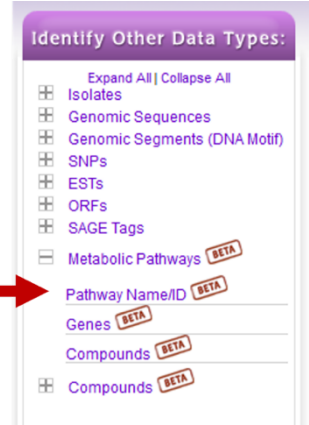 Identify Other Data Types:
Expand All | Collapse All
Isolates
Genomic Sequences
Genomic Segments (DNA Motif)
SNPs
ESTs
ORFs
SAGE Tags
Metabolic Pathways BETA
Pathway Name/ID BETA
Genes BETA
Compounds BETA
Compounds BETA